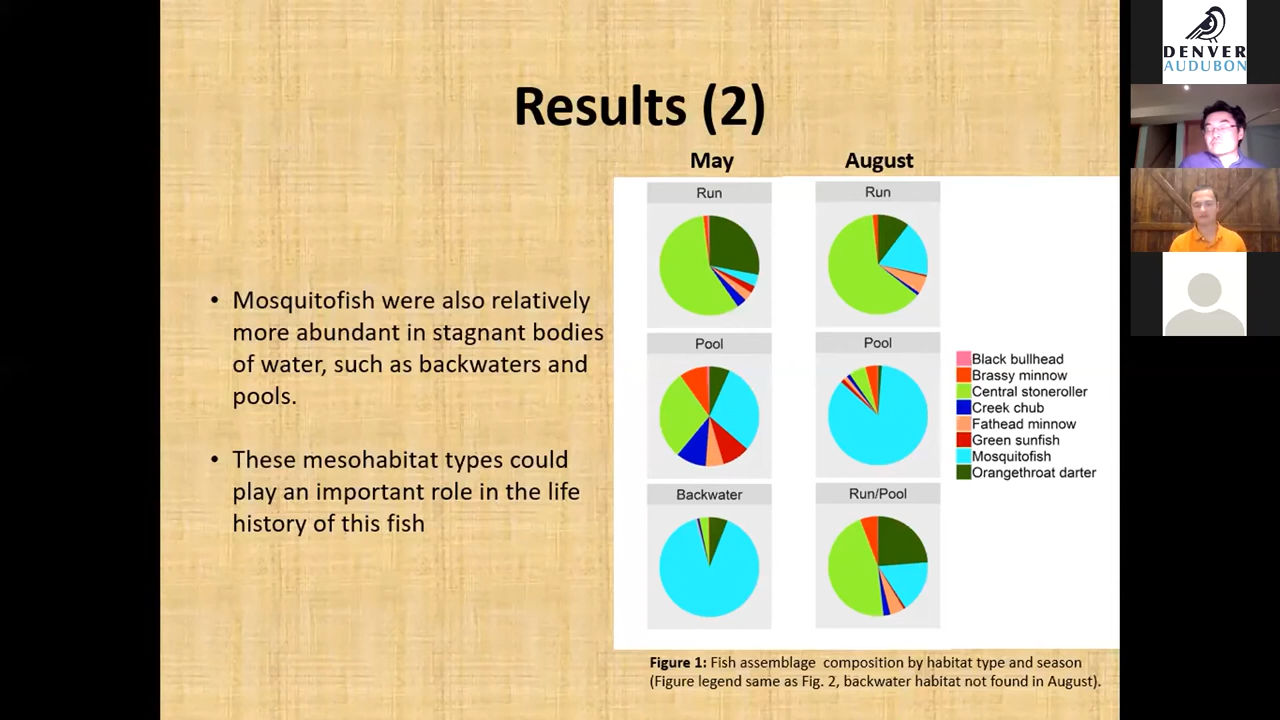 Results (2)
May
August
Run
Run
Pool
Pool
Backwater
Run/Pool
• Mosquitofish were also relatively
more abundant in stagnant bodies
of water, such as backwaters and
pools.
• These mesohabitat types could
play an important role in the life
history of this fish
Black bullhead
Brassy minnow
Central stoneroller
Creek chub
Fathead minnow
Green sunfish
Mosquitofish
Orangethroat darter
Figure 1: Fish assemblage composition by habitat type and season
(Figure legend same as Fig. 2, backwater habitat not found in August).
DENVER
AUDUBON